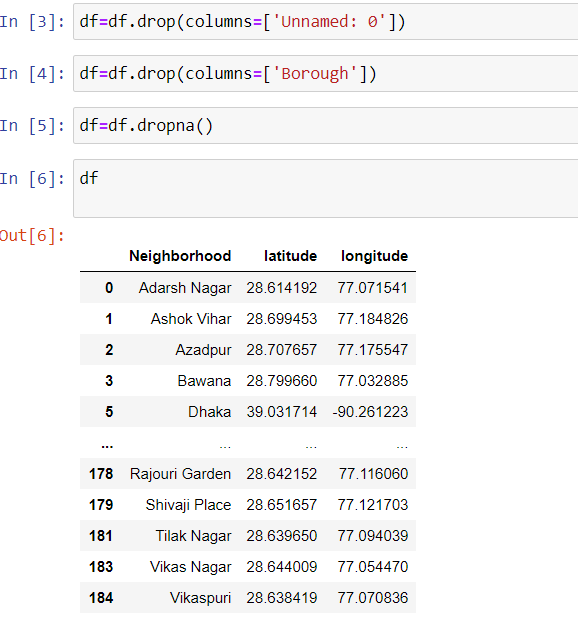 In [3]: df=df.drop(columns=['Unnamed: 0'])
In [4]: df=df.drop(columns=['Borough'])
In [5]: df=df.dropna()
In [6]: df
Out[6]:
Neighborhood latitude longitude
0 Adarsh Nagar 28.614192 77.071541
1 Ashok Vihar 28.699453 77.184826
2 Azadpur 28.707657 77.175547
3 Bawana 28.799660 77.032885
5 Dhaka 39.031714 -90.261223
... ... ... ...
178 Rajouri Garden 28.642152 77.116060
179 Shivaji Place 28.651657 77.121703
181 Tilak Nagar 28.639650 77.094039
183 Vikas Nagar 28.644009 77.054470
184 Vikaspuri 28.638419 77.070836